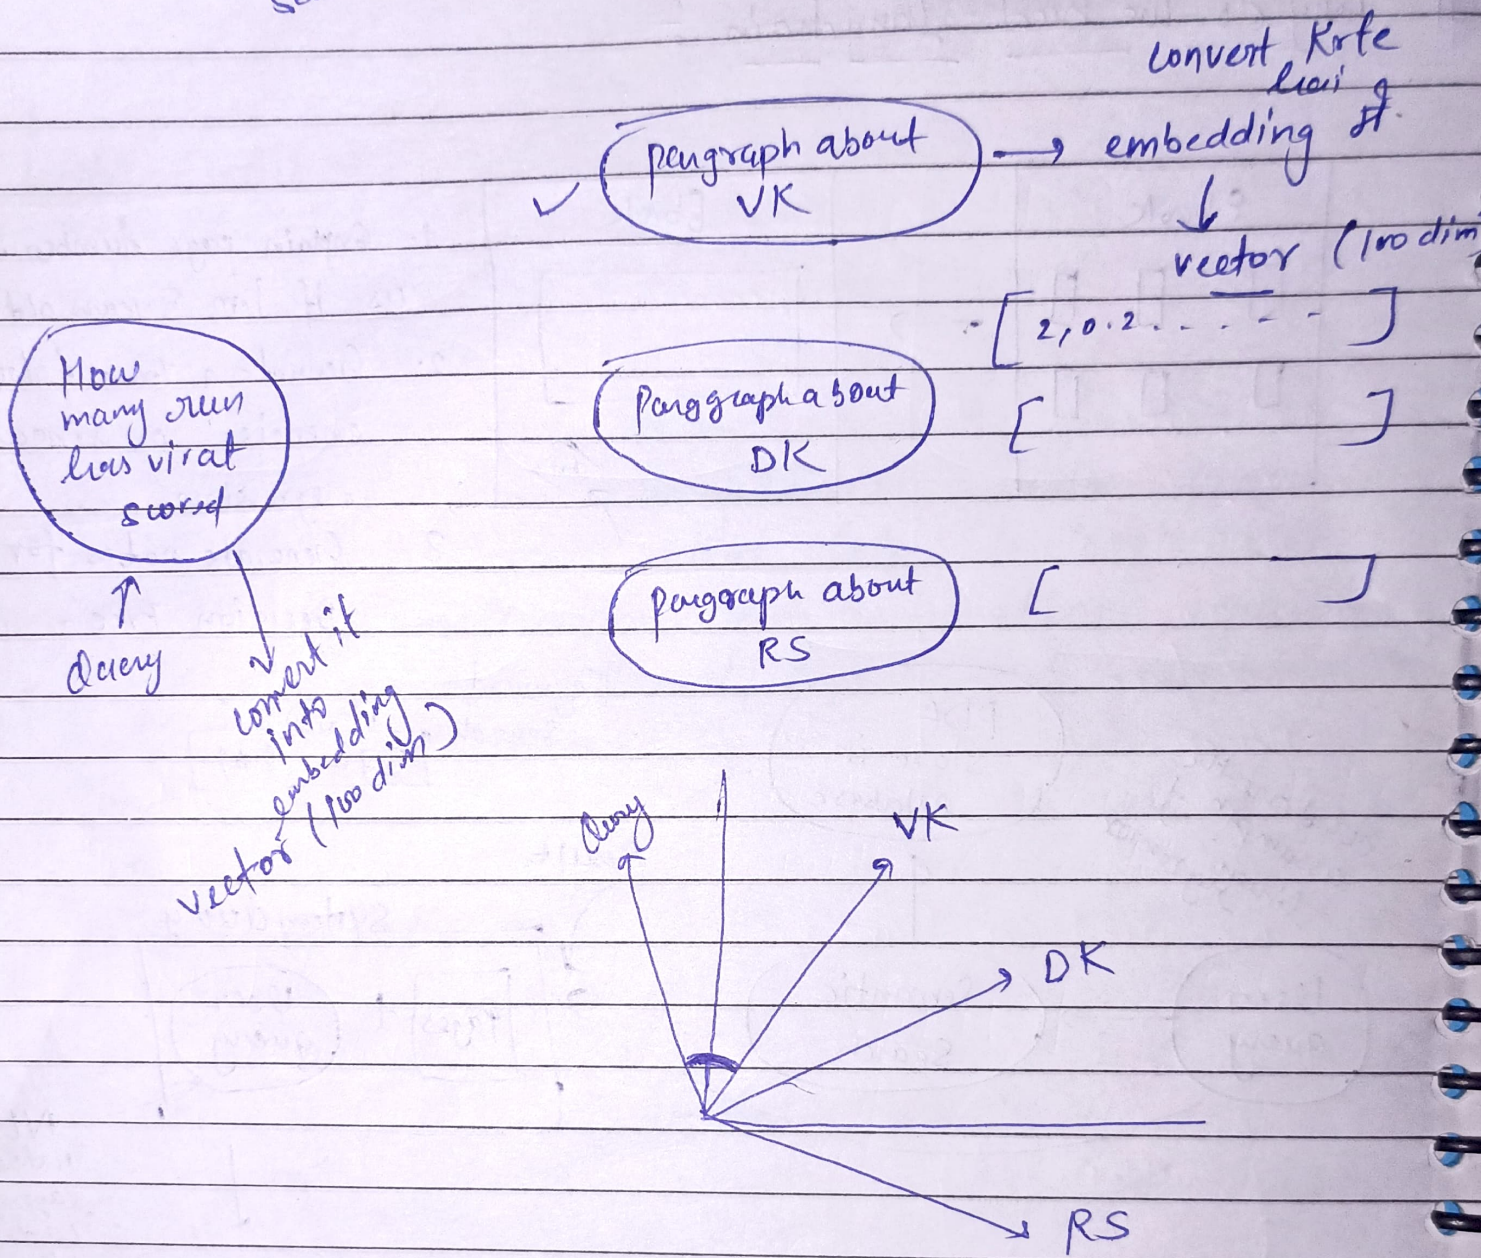 convert Krte
hai
paragraph about
VK
→ embedding में.
↓
vector (100 dim
[ 2, 0.2. - - - - - ]
How
many run
has virat
scored
Paragraph about
DK
[ ]
paragraph about
RS
[ ]
↑
Query
convert it
into
embedding
vector (100 dim)
Query
VK
DK
RS